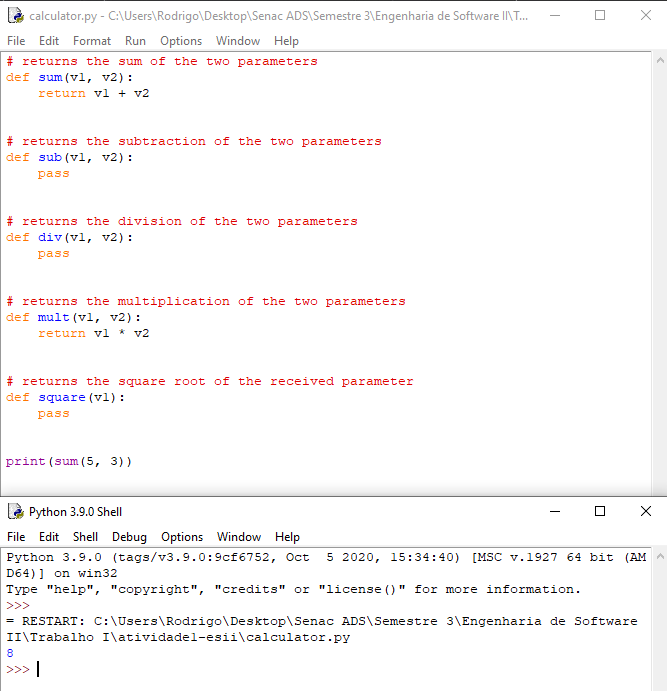 calculator.py - C:\Users\Rodrigo\Desktop\Senac ADS\Semestre 3\Engenharia de Software II\T...
File Edit Format Run Options Window Help
# returns the sum of the two parameters
def sum(v1, v2):
    return v1 + v2
# returns the subtraction of the two parameters
def sub(v1, v2):
    pass
# returns the division of the two parameters
def div(v1, v2):
    pass
# returns the multiplication of the two parameters
def mult(v1, v2):
    return v1 * v2
# returns the square root of the received parameter
def square(v1):
    pass
print(sum(5, 3))
Python 3.9.0 Shell
File Edit Shell Debug Options Window Help
Python 3.9.0 (tags/v3.9.0:9cf6752, Oct  5 2020, 15:34:40) [MSC v.1927 64 bit (AM
D64)] on win32
Type "help", "copyright", "credits" or "license()" for more information.
>>>
= RESTART: C:\Users\Rodrigo\Desktop\Senac ADS\Semestre 3\Engenharia de Software
II\Trabalho I\atividade1-esii\calculator.py
8
>>>